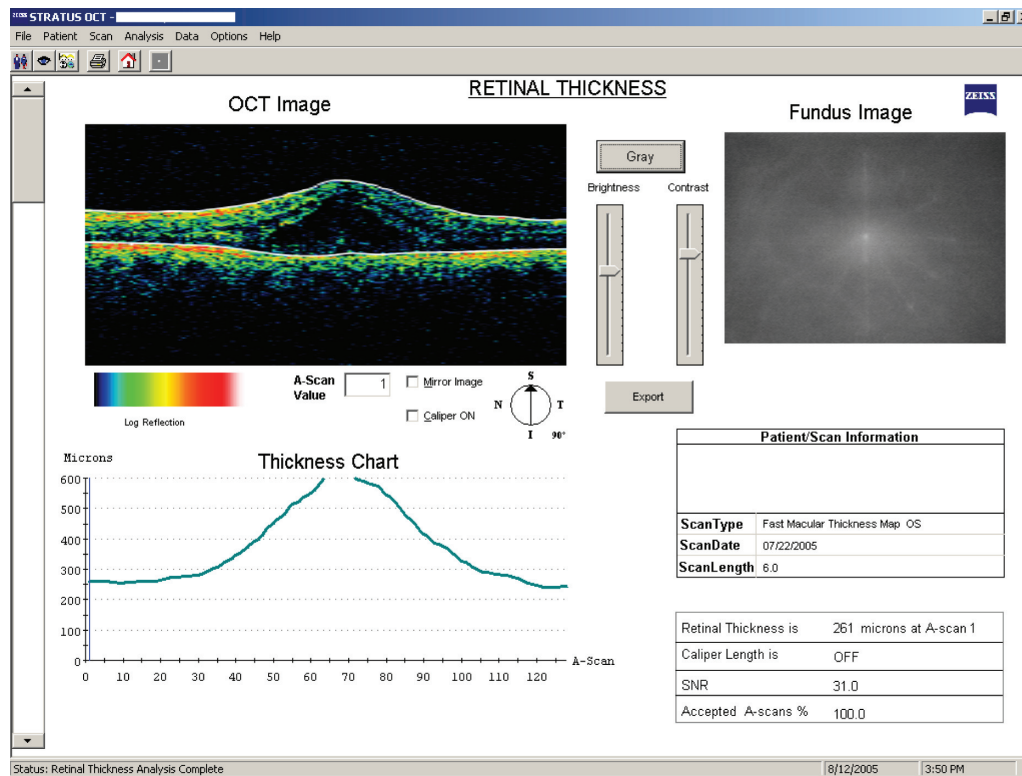 ZEISS STRATUS OCT -
File Patient Scan Analysis Data Options Help
RETINAL THICKNESS
ZEISS
OCT Image
Fundus Image
Gray
Brightness Contrast
A-Scan Value 1
Mirror Image
Caliper ON
S
N T
I 90°
Export
Log Reflection
Patient/Scan Information
ScanType Fast Macular Thickness Map OS
ScanDate 07/22/2005
ScanLength 6.0
Microns
Thickness Chart
600
500
400
300
200
100
0
A-Scan
0 10 20 30 40 50 60 70 80 90 100 110 120
Retinal Thickness is 261 microns at A-scan 1
Caliper Length is OFF
SNR 31.0
Accepted A-scans % 100.0
Status: Retinal Thickness Analysis Complete 8/12/2005 3:50 PM